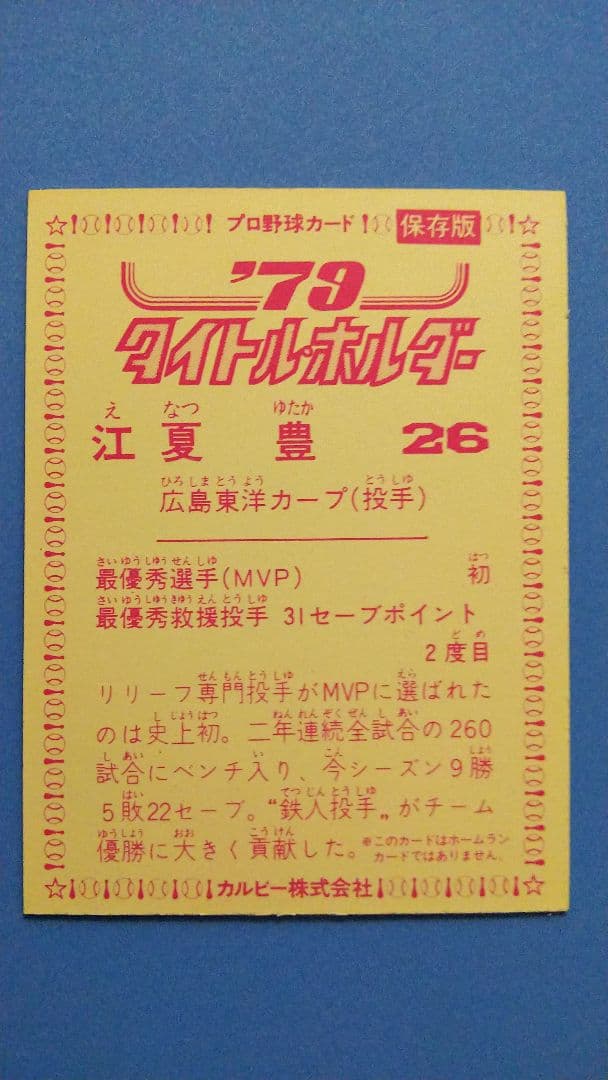 プロ野球カード 保存版
'79
タイトル・ホルダー
え なつ ゆたか
江夏 豊 26
ひろ しま とう よう とう しゆ
広島東洋カープ(投手)
さい ゆう しゆう せん しゆ はつ
最優秀選手(MVP) 初
さい ゆう しゆう きゆう えん とう しゆ
最優秀救援投手 31セーブポイント
ど め
2度目
せん もん とう しゆ えら
リリーフ専門投手がMVPに選ばれた
し じょう はつ ねん れん ぞく ぜん し あい
のは史上初。二年連続全試合の260
し あい い こん しよう
試合にベンチ入り、今シーズン9勝
はい てつ じん とう しゆ
5敗22セーブ。“鉄人投手„がチーム
ゆう しよう おお こう けん
優勝に大きく貢献した。 ※このカードはホームラン
カードではありません。
カルビー株式会社